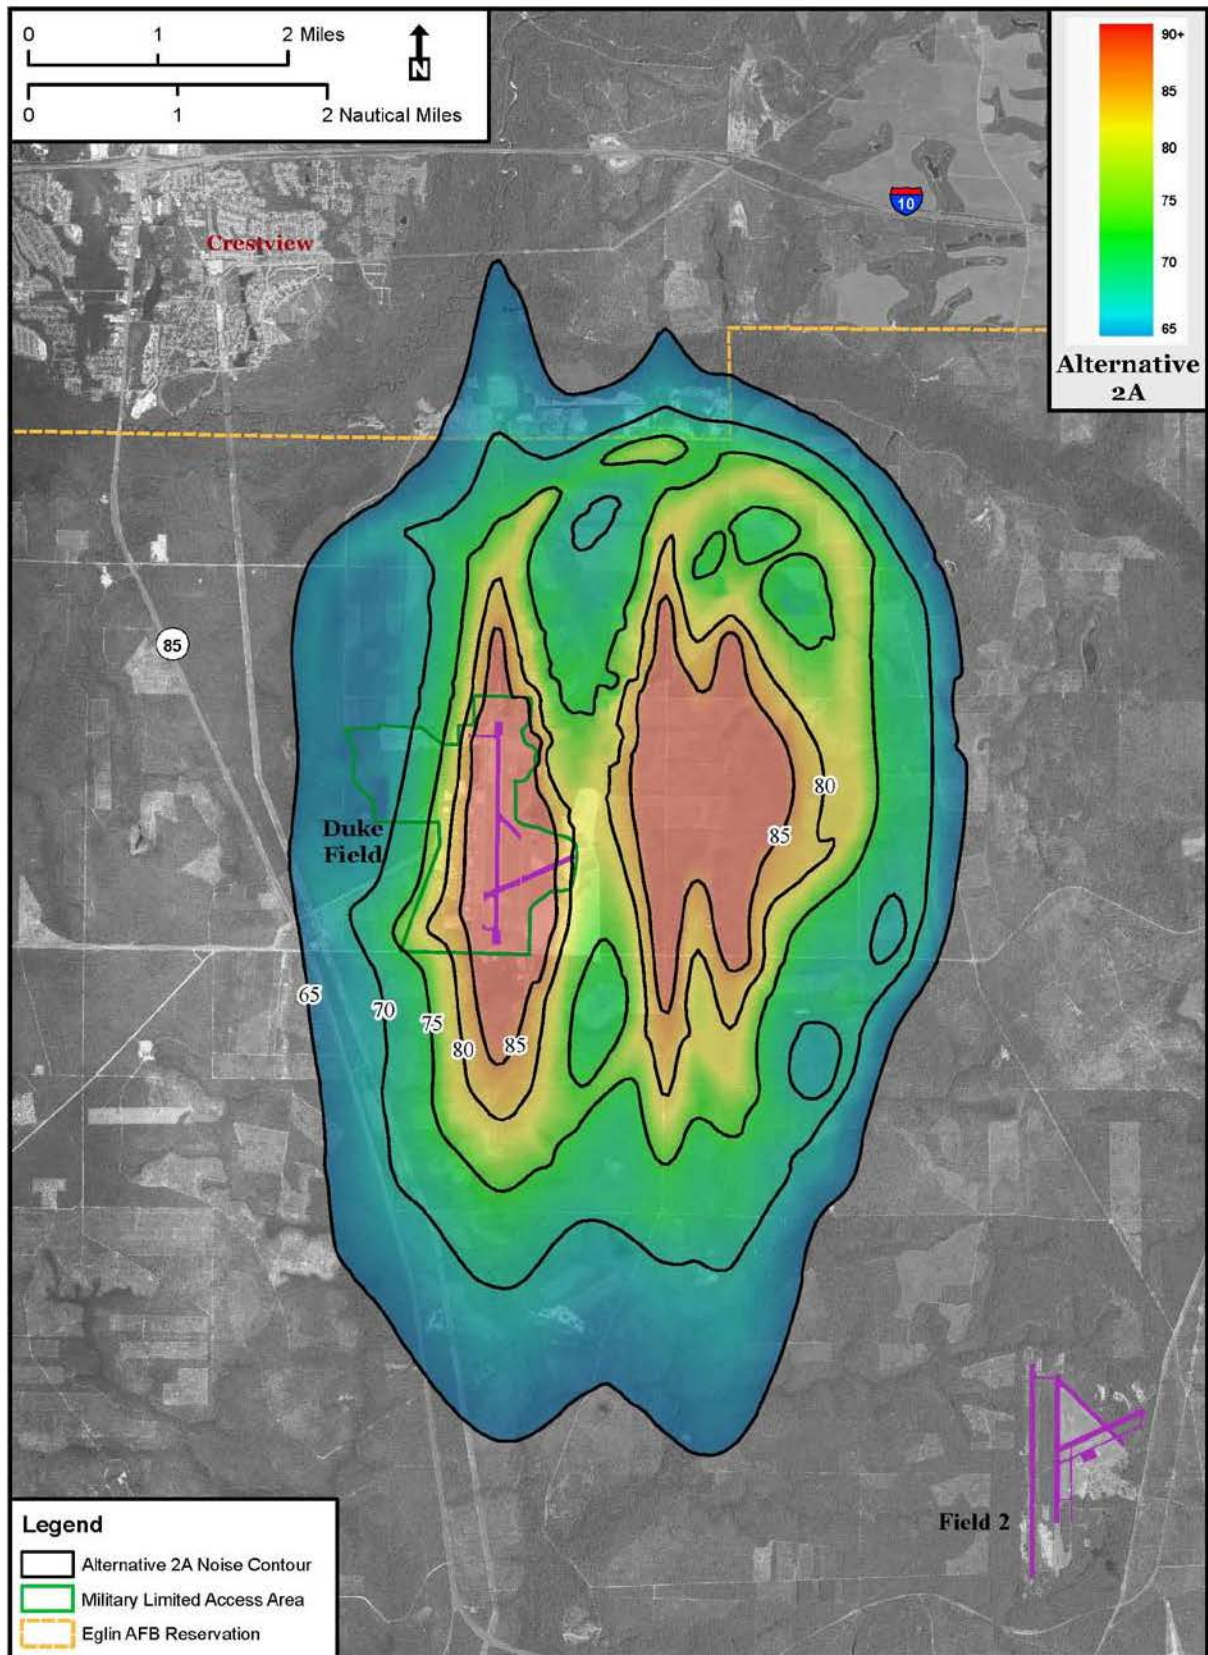 0 1 2 Miles
N
0 1 2 Nautical Miles
90+
85
80
75
70
65
Alternative
2A
10
Crestview
85
80
85
Duke
Field
65
70
75
80
85
Field 2
Legend
Alternative 2A Noise Contour
Military Limited Access Area
Eglin AFB Reservation